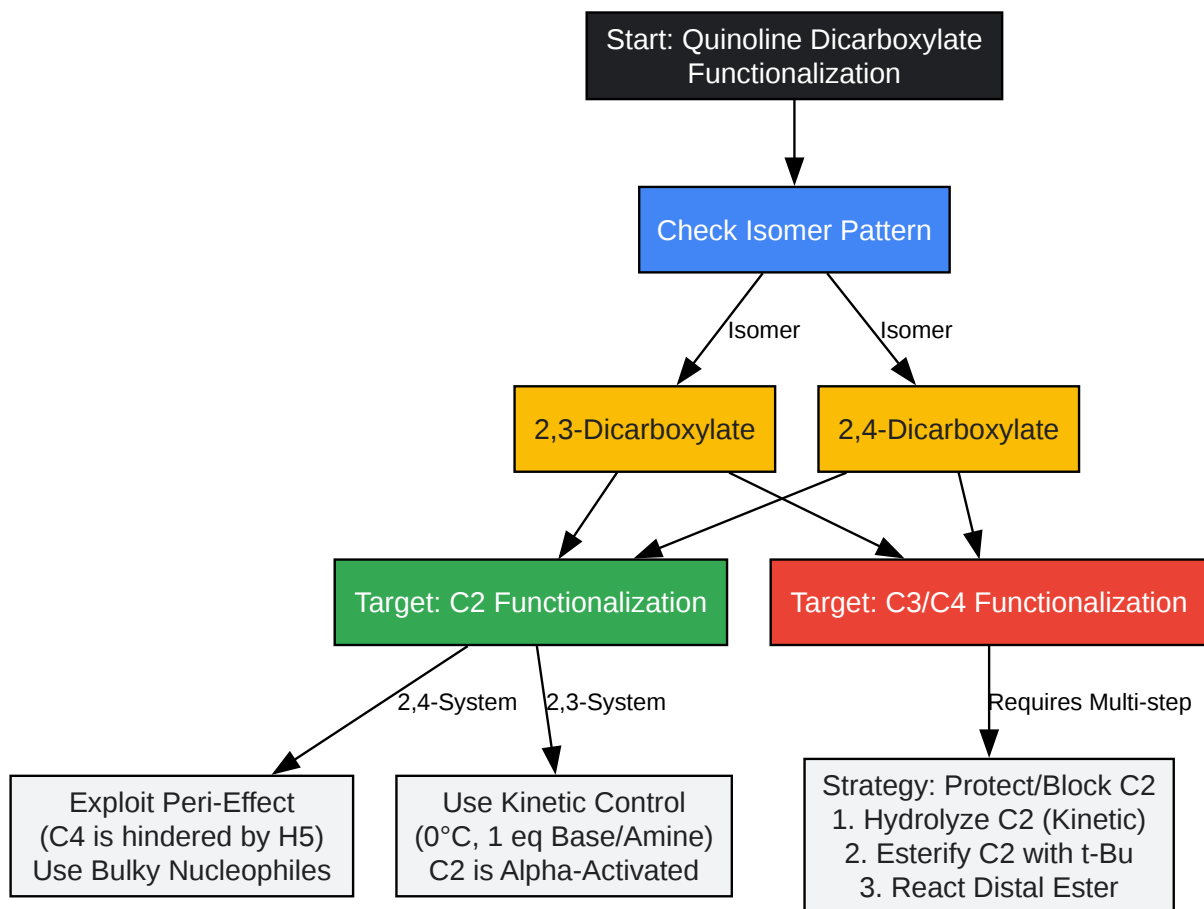 Start: Quinoline Dicarboxylate
Functionalization
Check Isomer Pattern
Isomer
Isomer
2,3-Dicarboxylate
2,4-Dicarboxylate
Target: C2 Functionalization
Target: C3/C4 Functionalization
2,4-System
2,3-System
Requires Multi-step
Exploit Peri-Effect
(C4 is hindered by H5)
Use Bulky Nucleophiles
Use Kinetic Control
(0°C, 1 eq Base/Amine)
C2 is Alpha-Activated
Strategy: Protect/Block C2
1. Hydrolyze C2 (Kinetic)
2. Esterify C2 with t-Bu
3. React Distal Ester